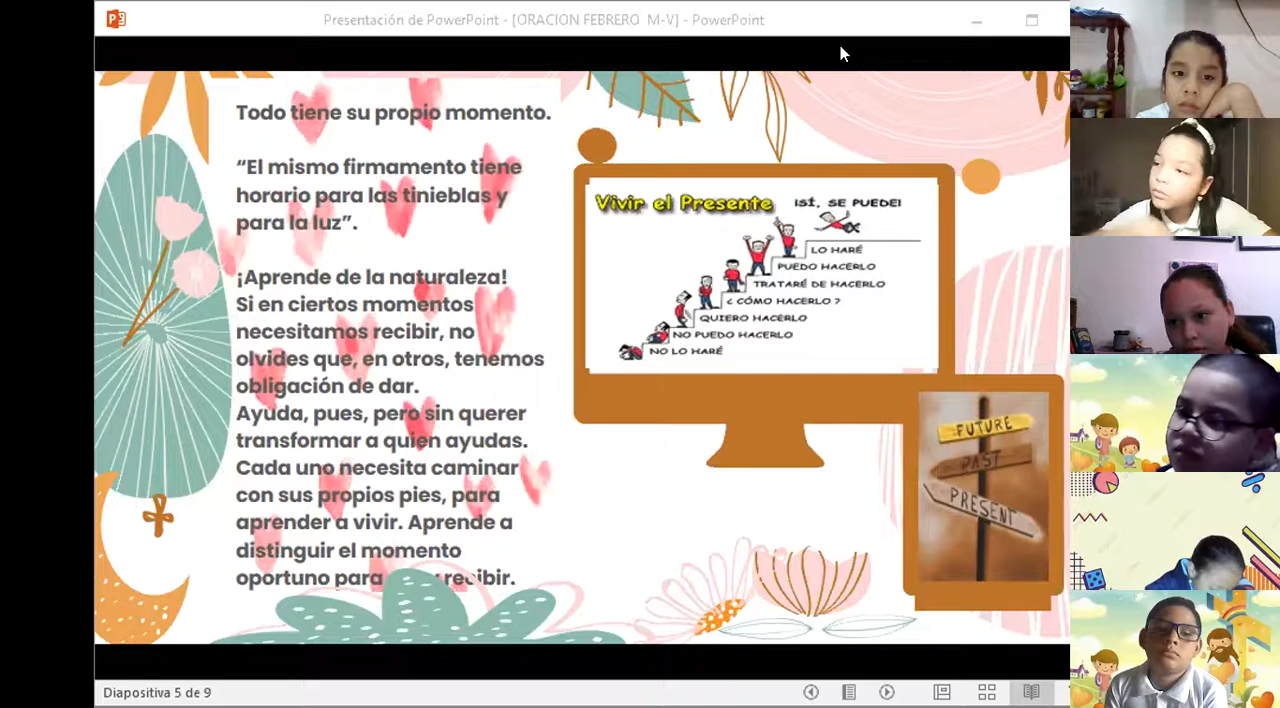 Presentación de PowerPoint - [ORACION FEBRERO M-V] - PowerPoint
Todo tiene su propio momento.
“El mismo firmamento tiene
horario para las tinieblas y
para la luz”.
¡Aprende de la naturaleza!
Si en ciertos momentos
necesitamos recibir, no
olvides que, en otros, tenemos
obligación de dar.
Ayuda, pues, pero sin querer
transformar a quien ayudas.
Cada uno necesita caminar
con sus propios pies, para
aprender a vivir. Aprende a
distinguir el momento
oportuno para recibir.
Vivir el Presente
¡SÍ, SE PUEDE!
LO HARÉ
PUEDO HACERLO
TRATARÉ DE HACERLO
¿ CÓMO HACERLO ?
QUIERO HACERLO
NO PUEDO HACERLO
NO LO HARÉ
FUTURE
PAST
PRESENT
Diapositiva 5 de 9